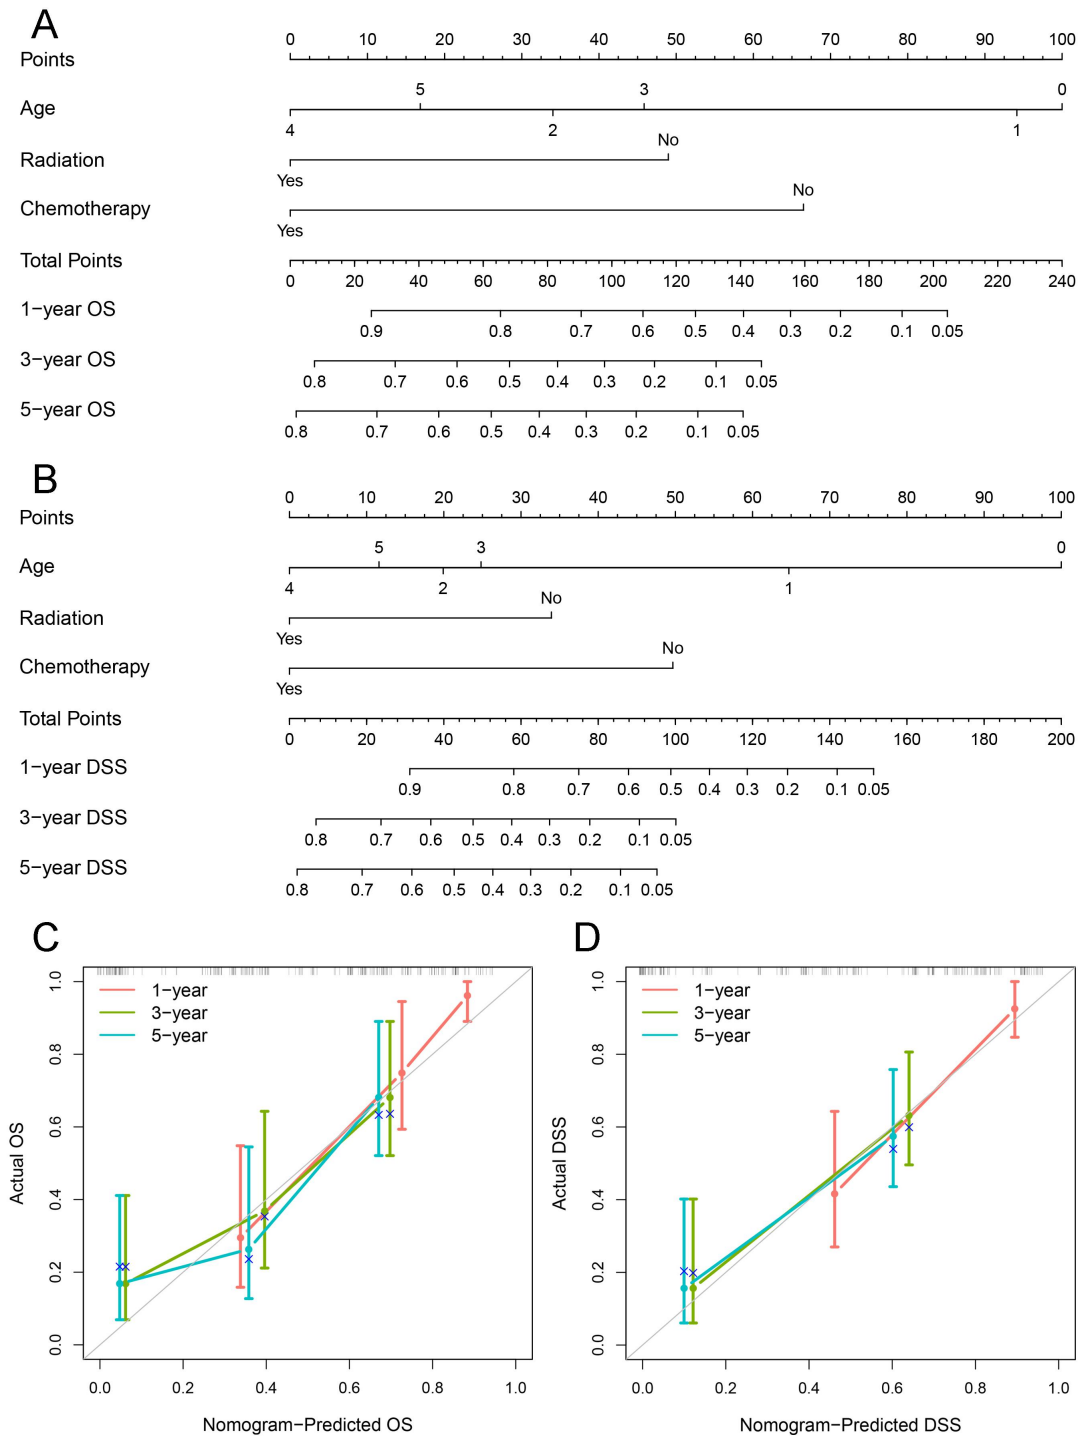 A
0 10 20 30 40 50 60 70 80 90 100
Points
5 3 0
Age
4 2 1
No
Radiation
Yes
No
Chemotherapy
Yes
Total Points
0 20 40 60 80 100 120 140 160 180 200 220 240
1−year OS
0.9 0.8 0.7 0.6 0.5 0.4 0.3 0.2 0.1 0.05
3−year OS
0.8 0.7 0.6 0.5 0.4 0.3 0.2 0.1 0.05
5−year OS
0.8 0.7 0.6 0.5 0.4 0.3 0.2 0.1 0.05
B
0 10 20 30 40 50 60 70 80 90 100
Points
5 3 0
Age
4 2 1
No
Radiation
Yes
No
Chemotherapy
Yes
Total Points
0 20 40 60 80 100 120 140 160 180 200
1−year DSS
0.9 0.8 0.7 0.6 0.5 0.4 0.3 0.2 0.1 0.05
3−year DSS
0.8 0.7 0.6 0.5 0.4 0.3 0.2 0.1 0.05
5−year DSS
0.8 0.7 0.6 0.5 0.4 0.3 0.2 0.1 0.05
C
1−year
3−year
5−year
Actual OS
0.0 0.2 0.4 0.6 0.8 1.0
0.0 0.2 0.4 0.6 0.8 1.0
Nomogram−Predicted OS
D
1−year
3−year
5−year
Actual DSS
0.0 0.2 0.4 0.6 0.8 1.0
0.0 0.2 0.4 0.6 0.8 1.0
Nomogram−Predicted DSS